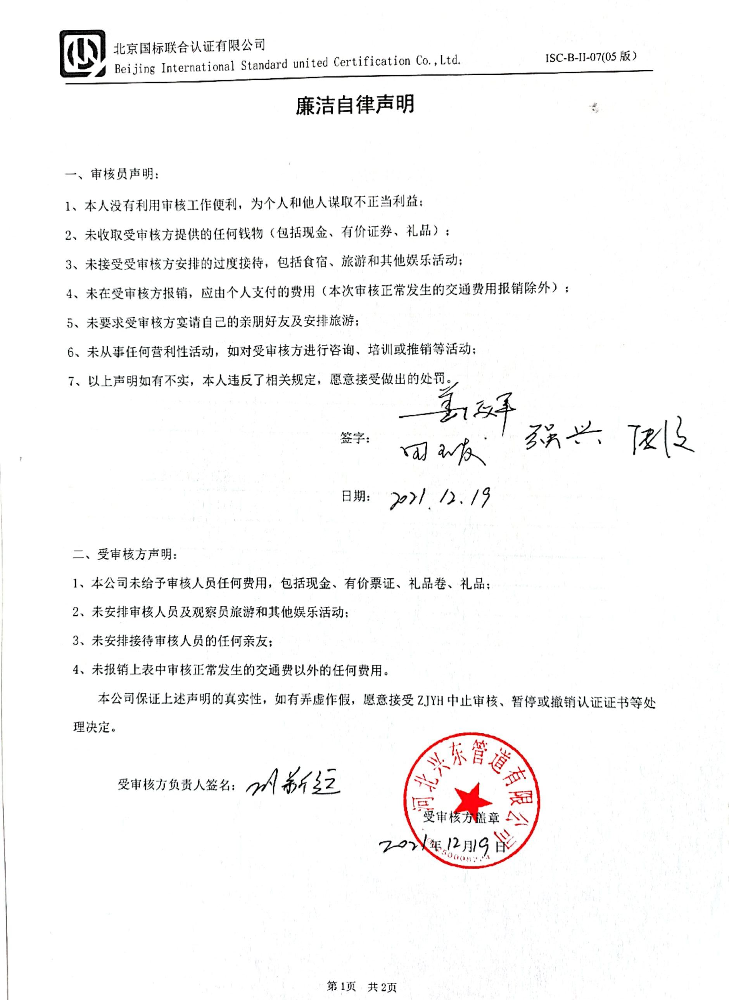 北京国标联合认证有限公司
Beijing International Standard united Certification Co.,Ltd.
ISC-B-II-07(05 版)
廉洁自律声明
一、审核员声明：
1、本人没有利用审核工作便利，为个人和他人谋取不正当利益；
2、未收取受审核方提供的任何钱物（包括现金、有价证券、礼品）；
3、未接受受审核方安排的过度接待，包括食宿、旅游和其他娱乐活动；
4、未在受审核方报销，应由个人支付的费用（本次审核正常发生的交通费用报销除外）；
5、未要求受审核方宴请自己的亲朋好友及安排旅游；
6、未从事任何营利性活动，如对受审核方进行咨询、培训或推销等活动；
7、以上声明如有不实，本人违反了相关规定，愿意接受做出的处罚。
签字：
强兴
日期： 2021.12.19
二、受审核方声明：
1、本公司未给予审核人员任何费用，包括现金、有价票证、礼品卷、礼品；
2、未安排审核人员及观察员旅游和其他娱乐活动；
3、未安排接待审核人员的任何亲友；
4、未报销上表中审核正常发生的交通费以外的任何费用。
本公司保证上述声明的真实性，如有弄虚作假，愿意接受 ZJYH 中止审核、暂停或撤销认证证书等处
理决定。
河北兴东管道有限公司
受审核方负责人签名：
受审核方盖章
2021年12月19日
第 1页 共 2页